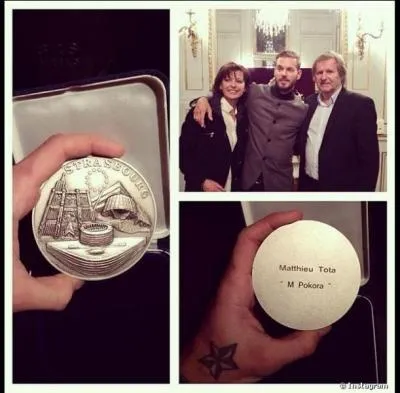 STRASBOURG
Matthieu Tota
" M Pokora "
© Instagram